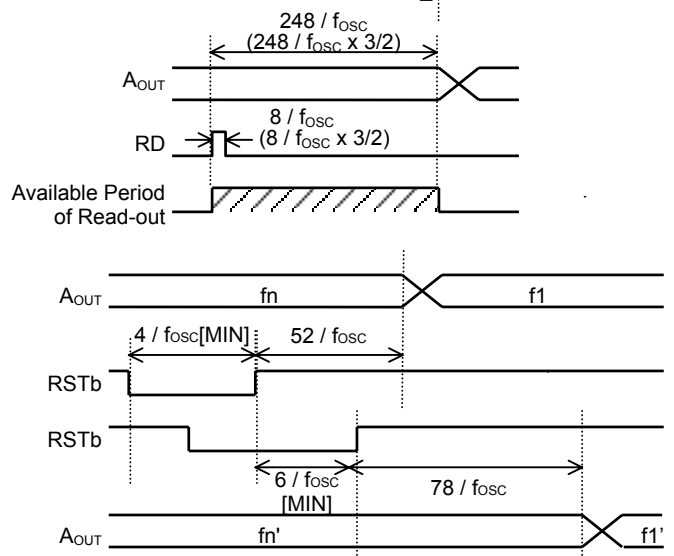 248 / fOSC
(248 / fOSC x 3/2)
AOUT
8 / fOSC
RD
(8 / fOSC x 3/2)
Available Period
of Read-out
AOUT
fn
f1
4 / fOSC[MIN]
52 / fOSC
RSTb
RSTb
6 / fOSC
[MIN]
78 / fOSC
AOUT
fn'
f1'